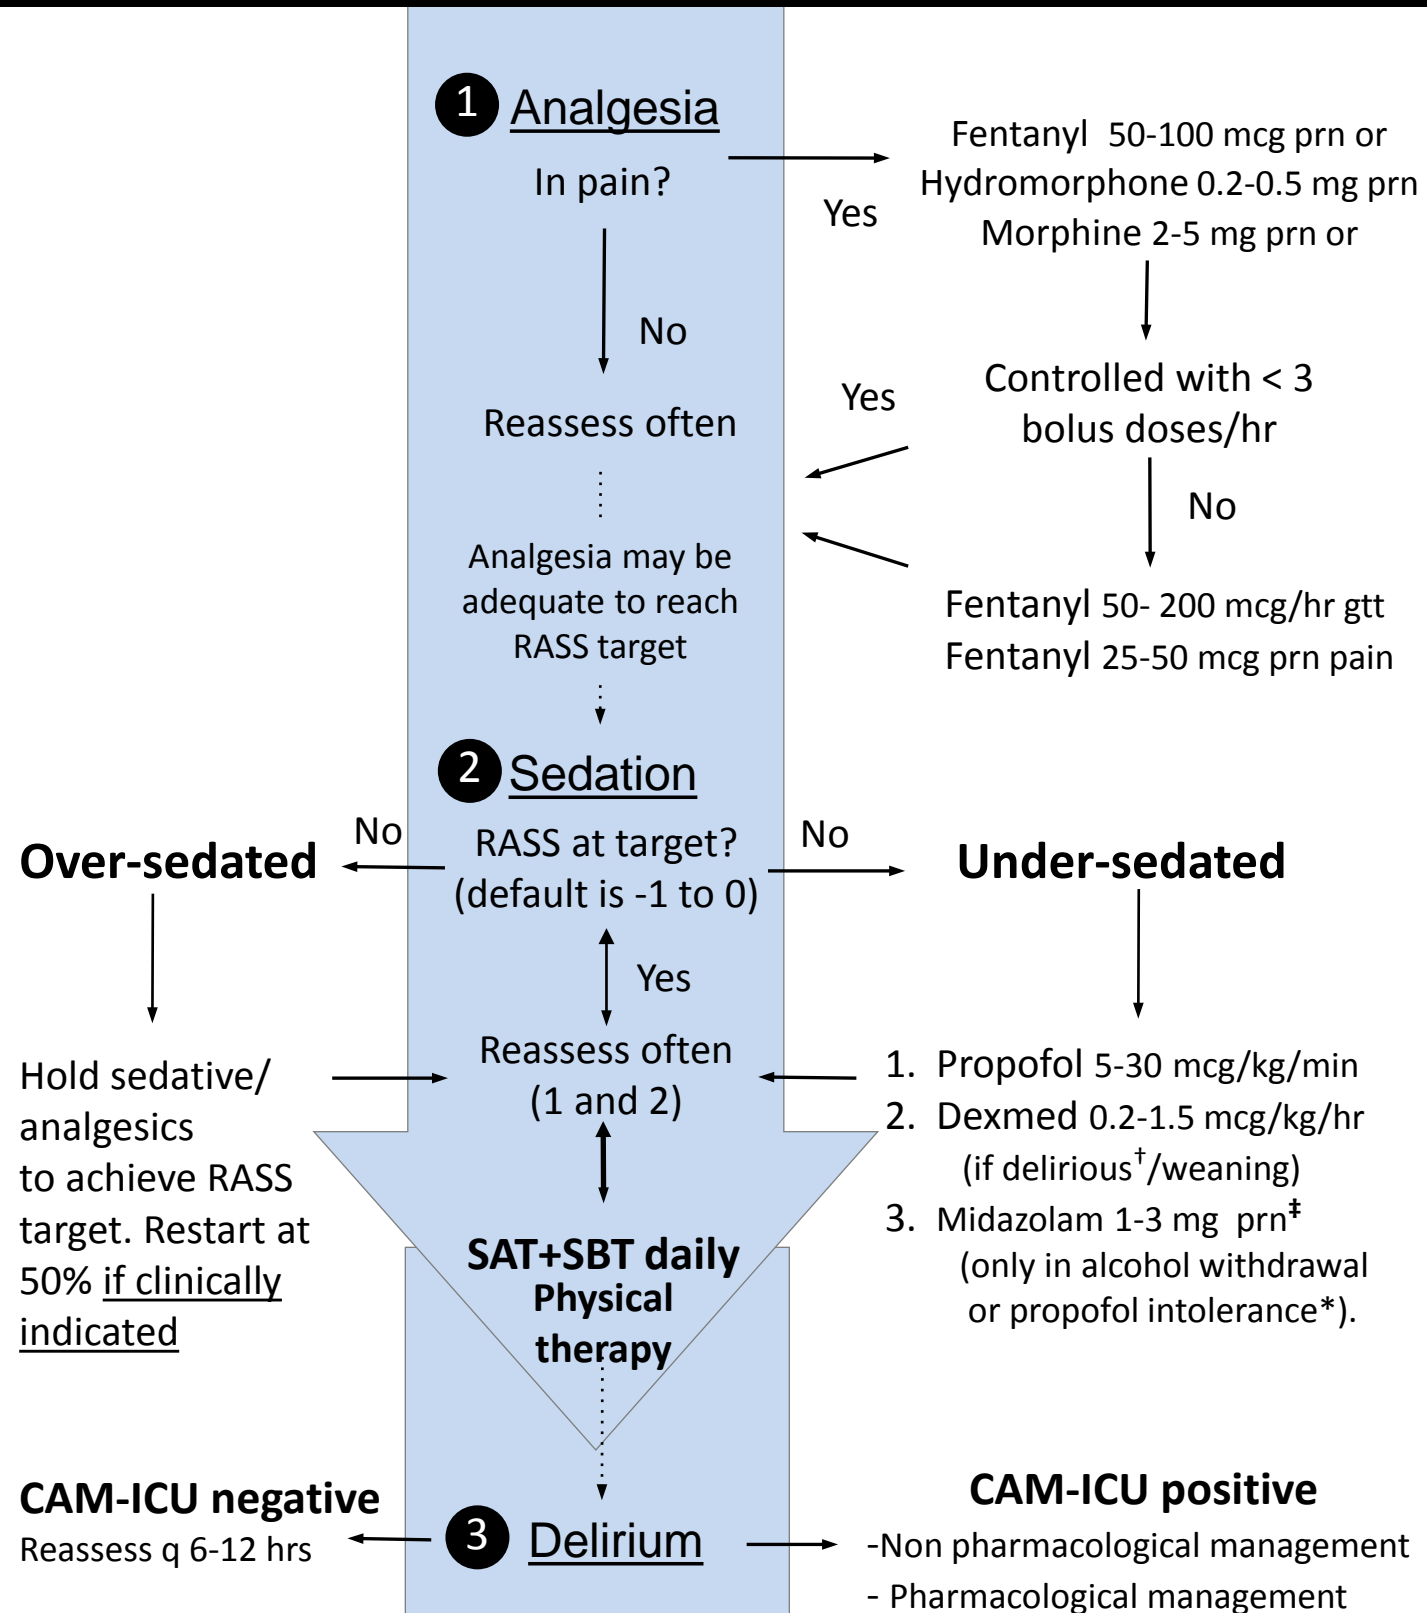 1 Analgesia
In pain?
Yes
Fentanyl 50-100 mcg prn or
Hydromorphone 0.2-0.5 mg prn
Morphine 2-5 mg prn or
No
Reassess often
Yes
Controlled with < 3
bolus doses/hr
No
Analgesia may be
adequate to reach
RASS target
Fentanyl 50- 200 mcg/hr gtt
Fentanyl 25-50 mcg prn pain
2 Sedation
RASS at target?
(default is -1 to 0)
No
Over-sedated
No
Under-sedated
Yes
Reassess often
(1 and 2)
Hold sedative/
analgesics
to achieve RASS
target. Restart at
50% if clinically
indicated
1. Propofol 5-30 mcg/kg/min
2. Dexmed 0.2-1.5 mcg/kg/hr
(if delirious†/weaning)
3. Midazolam 1-3 mg prn‡
(only in alcohol withdrawal
or propofol intolerance*).
SAT+SBT daily
Physical
therapy
3 Delirium
CAM-ICU negative
Reassess q 6-12 hrs
CAM-ICU positive
-Non pharmacological management
- Pharmacological management